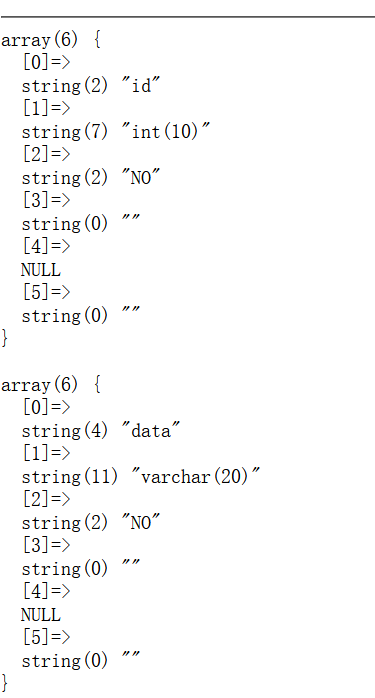 array(6) {
  [0]=>
  string(2) "id"
  [1]=>
  string(7) "int(10)"
  [2]=>
  string(2) "NO"
  [3]=>
  string(0) ""
  [4]=>
  NULL
  [5]=>
  string(0) ""
}

array(6) {
  [0]=>
  string(4) "data"
  [1]=>
  string(11) "varchar(20)"
  [2]=>
  string(2) "NO"
  [3]=>
  string(0) ""
  [4]=>
  NULL
  [5]=>
  string(0) ""
}